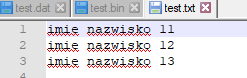 test.dat test.bin test.txt
1 imie nazwisko 11
2 imie nazwisko 12
3 imie nazwisko 13